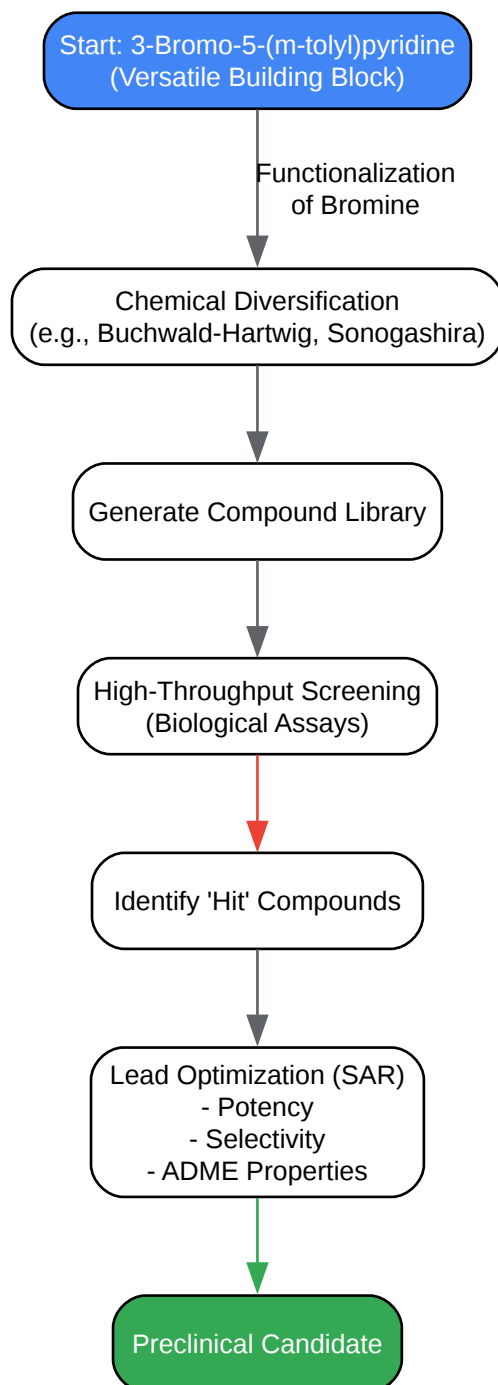 Start: 3-Bromo-5-(m-tolyl)pyridine
(Versatile Building Block)
Functionalization
of Bromine
Chemical Diversification
(e.g., Buchwald-Hartwig, Sonogashira)
Generate Compound Library
High-Throughput Screening
(Biological Assays)
Identify 'Hit' Compounds
Lead Optimization (SAR)
- Potency
- Selectivity
- ADME Properties
Preclinical Candidate